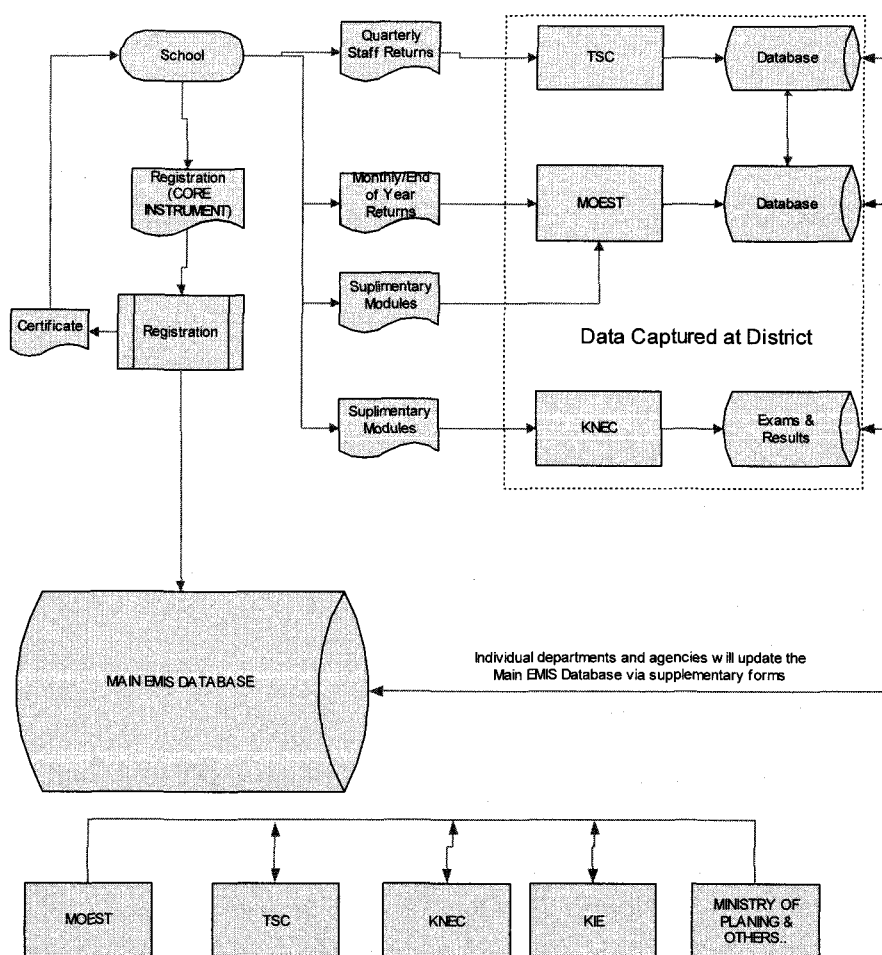 School
Quarterly
Staff Returns
TSC
Database
Registration
(CORE
INSTRUMENT)
Monthly/End
of Year
Returns
MOEST
Database
Certificate
Registration
Suplimentary
Modules
Data Captured at District
Suplimentary
Modules
KNEC
Exams &
Results
MAIN EMIS DATABASE
Individual departments and agencies will update the
Main EMIS Database via supplementary forms
MOEST
TSC
KNEC
KIE
MINISTRY OF
PLANING &
OTHERS..